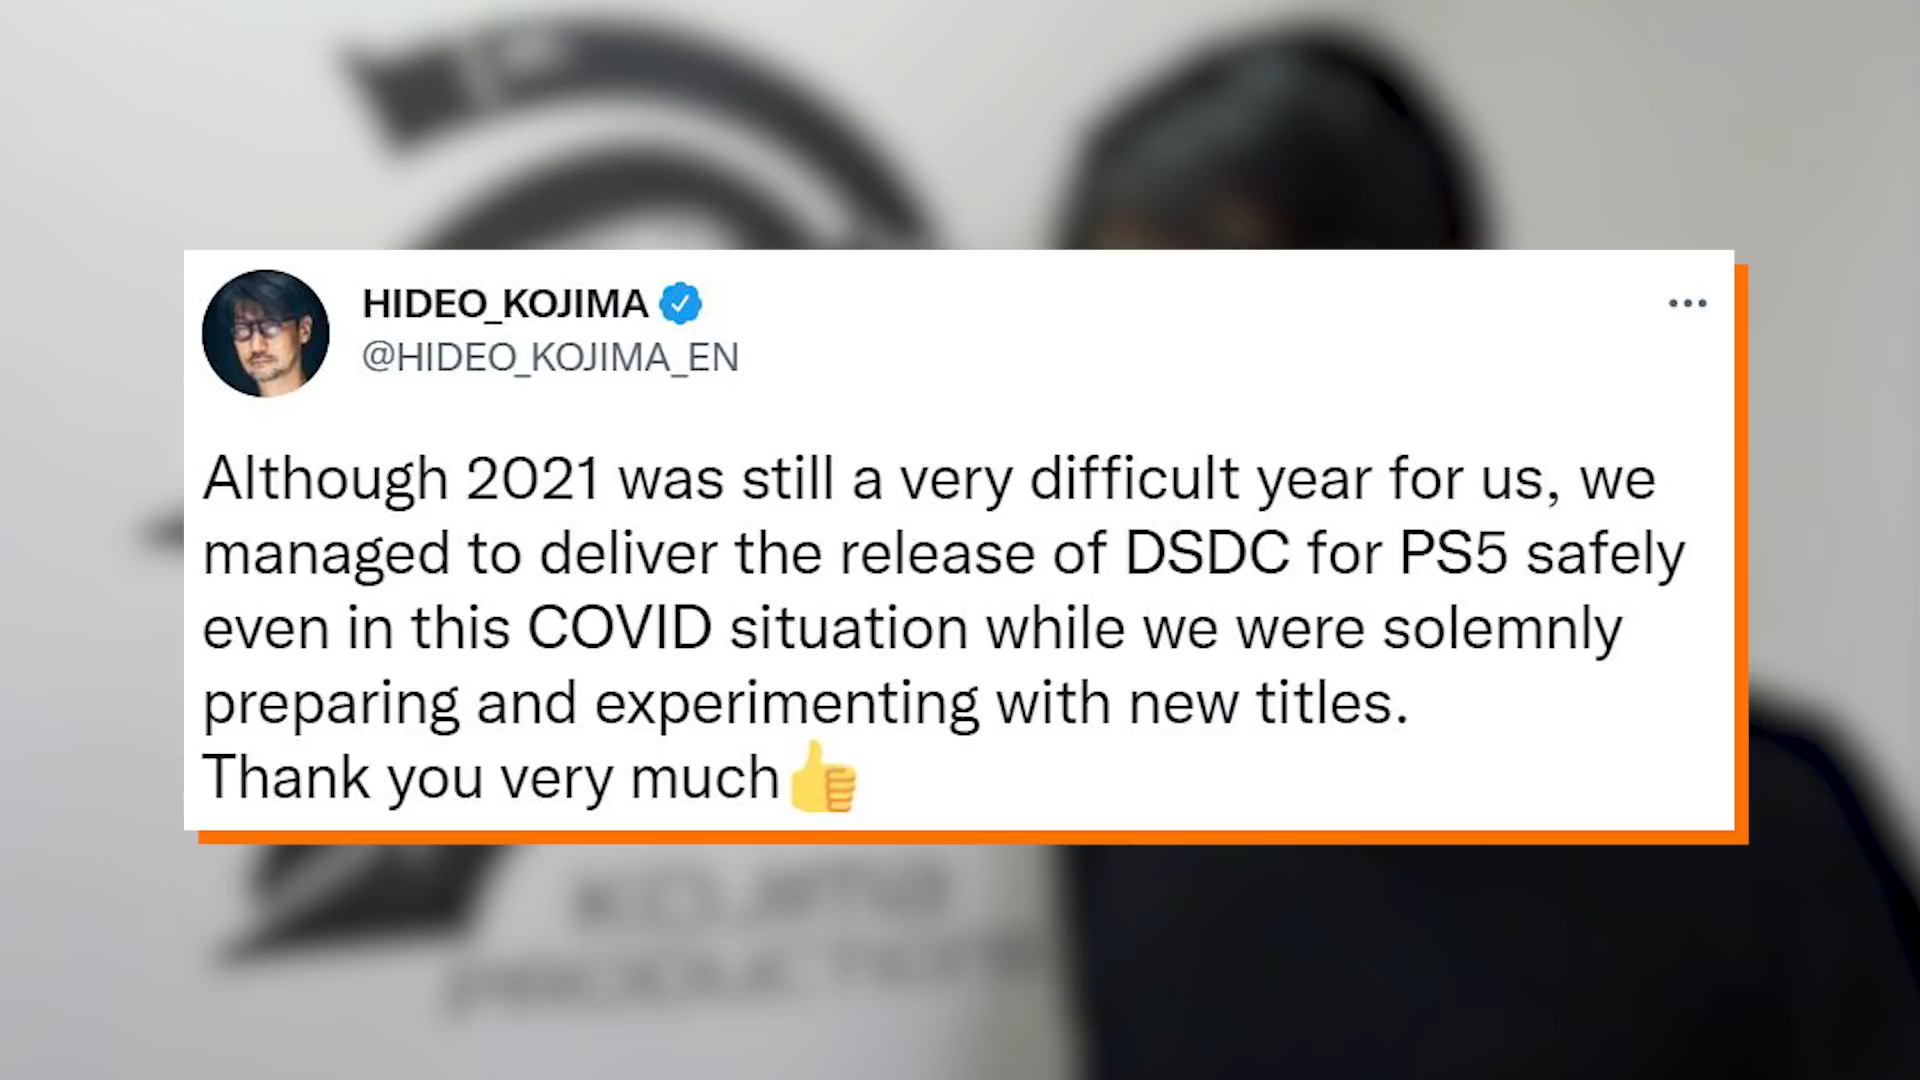 HIDEO_KOJIMA
@HIDEO_KOJIMA_EN
Although 2021 was still a very difficult year for us, we
managed to deliver the release of DSDC for PS5 safely
even in this COVID situation while we were solemnly
preparing and experimenting with new titles.
Thank you very much👍
KOJIMA
PRODUCTIONS